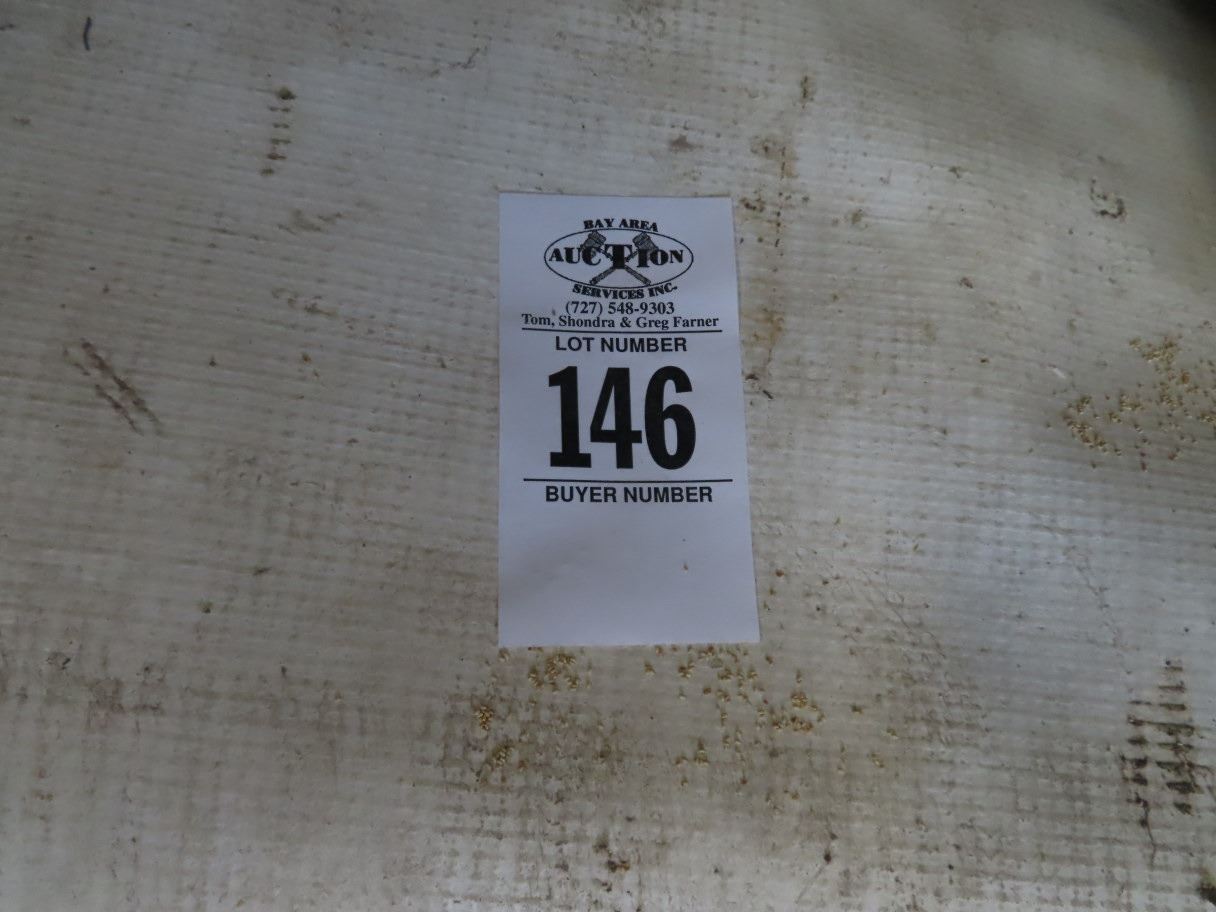 BAY AREA
AUCTION
SERVICES INC.
(727) 548-9303
Tom, Shondra & Greg Farner
LOT NUMBER
146
BUYER NUMBER